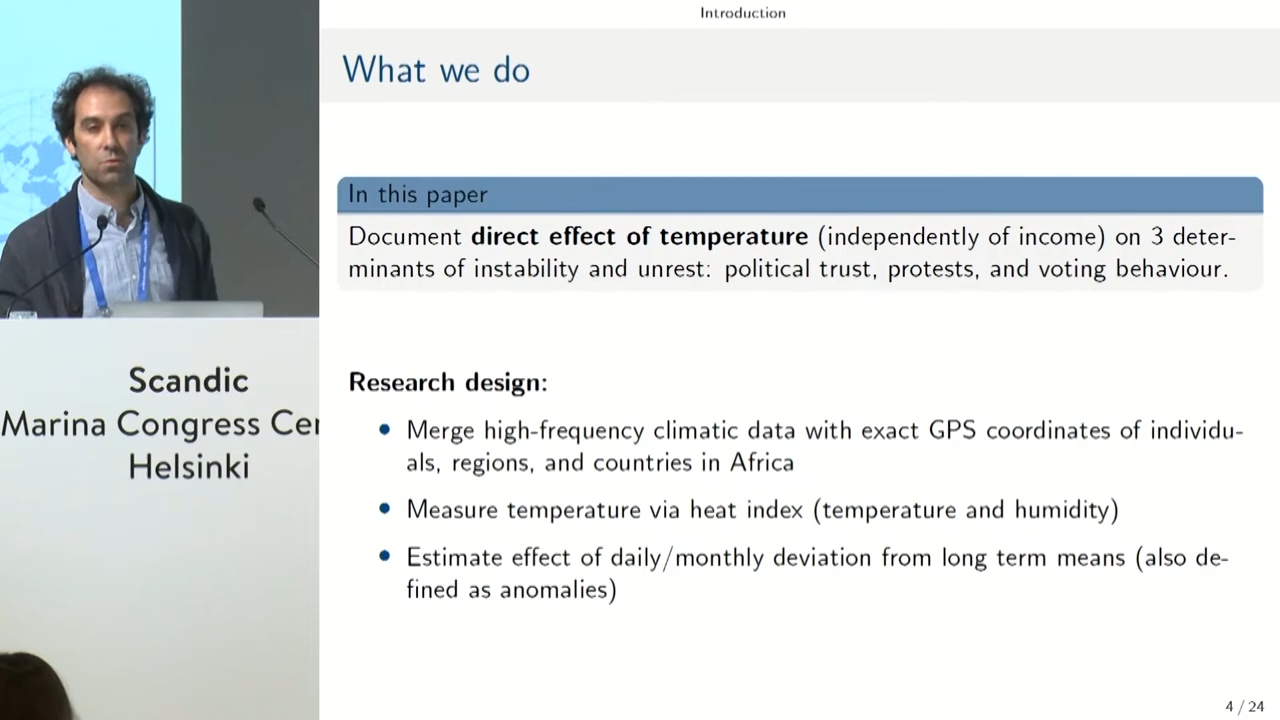 Introduction
What we do
In this paper
Document direct effect of temperature (independently of income) on 3 deter-
minants of instability and unrest: political trust, protests, and voting behaviour.
Research design:
Merge high-frequency climatic data with exact GPS coordinates of individu-
als, regions, and countries in Africa
Measure temperature via heat index (temperature and humidity)
Estimate effect of daily/monthly deviation from long term means (also de-
fined as anomalies)
4 / 24
Scandic
Marina Congress Cer
Helsinki